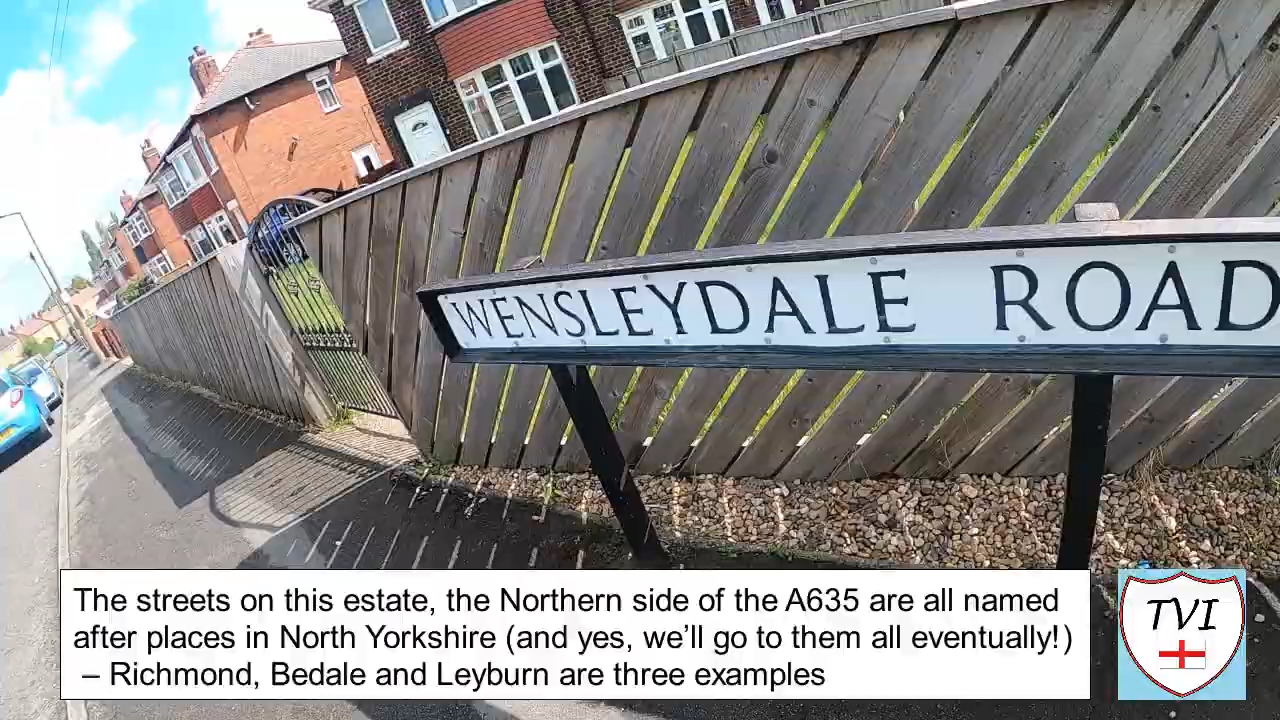 WENSLEYDALE ROAD
The streets on this estate, the Northern side of the A635 are all named
after places in North Yorkshire (and yes, we'll go to them all eventually!)
– Richmond, Bedale and Leyburn are three examples
TVI